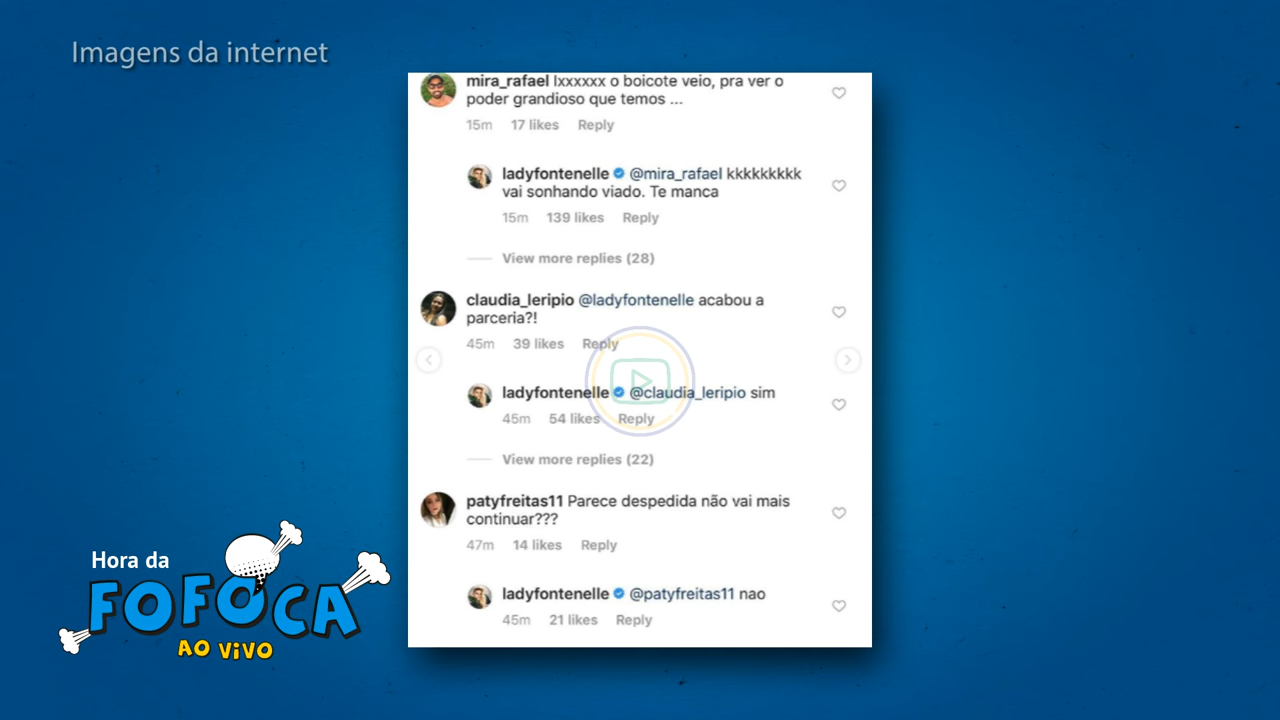 Imagens da internet
mira_rafael Ixxxxxx o boicote veio, pra ver o
poder grandioso que temos ...
15m 17 likes Reply
ladyfontenelle @mira_rafael kkkkkkkkk
vai sonhando viado. Te manca
15m 139 likes Reply
View more replies (28)
claudia_leripio @ladyfontenelle acabou a
parceria?!
45m 39 likes Reply
ladyfontenelle @claudia_leripio sim
45m 54 likes Reply
View more replies (22)
patyfreitas11 Parece despedida não vai mais
continuar???
47m 14 likes Reply
ladyfontenelle @patyfreitas11 nao
45m 21 likes Reply
Hora da
FOFOCA
AO ViVO